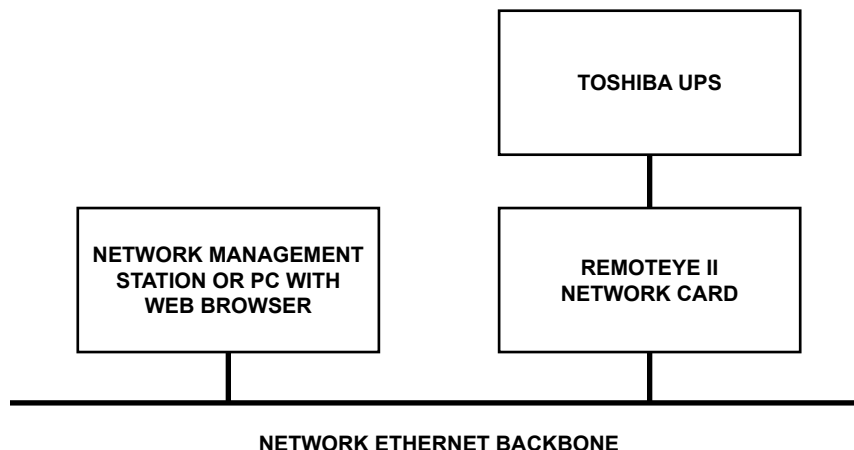 TOSHIBA UPS
NETWORK MANAGEMENT
STATION OR PC WITH
WEB BROWSER
REMOTEYE II
NETWORK CARD
NETWORK ETHERNET BACKBONE